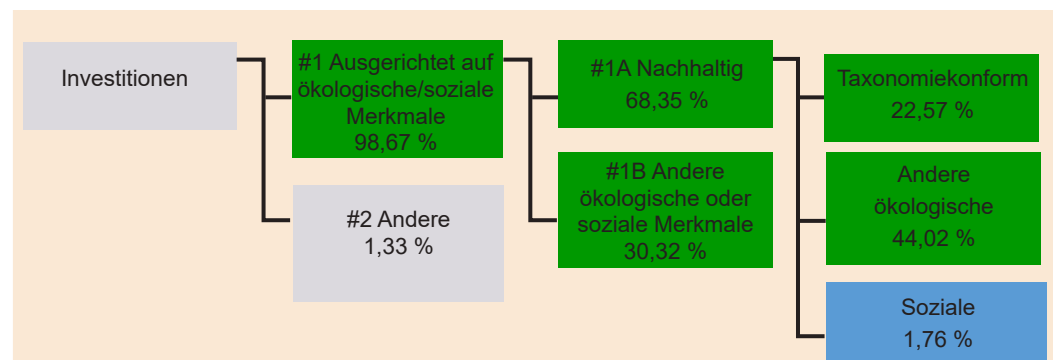 Investitionen
#1 Ausgerichtet auf
ökologische/soziale
Merkmale
98,67 %
#2 Andere
1,33 %
#1A Nachhaltig
68,35 %
#1B Andere
ökologische oder
soziale Merkmale
30,32 %
Taxonomiekonform
22,57 %
Andere
ökologische
44,02 %
Soziale
1,76 %